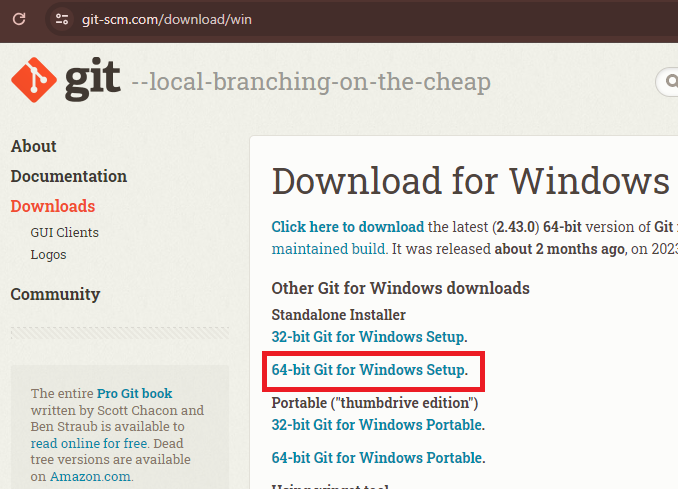 git-scm.com/download/win
git --local-branching-on-the-cheap
About
Documentation
Downloads
GUI Clients
Logos
Community
The entire Pro Git book
written by Scott Chacon and
Ben Straub is available to
read online for free. Dead
tree versions are available
on Amazon.com.
Download for Windows
Click here to download the latest (2.43.0) 64-bit version of Git
maintained build. It was released about 2 months ago, on 2023
Other Git for Windows downloads
Standalone Installer
32-bit Git for Windows Setup.
64-bit Git for Windows Setup.
Portable ("thumbdrive edition")
32-bit Git for Windows Portable.
64-bit Git for Windows Portable.
Using winget tool